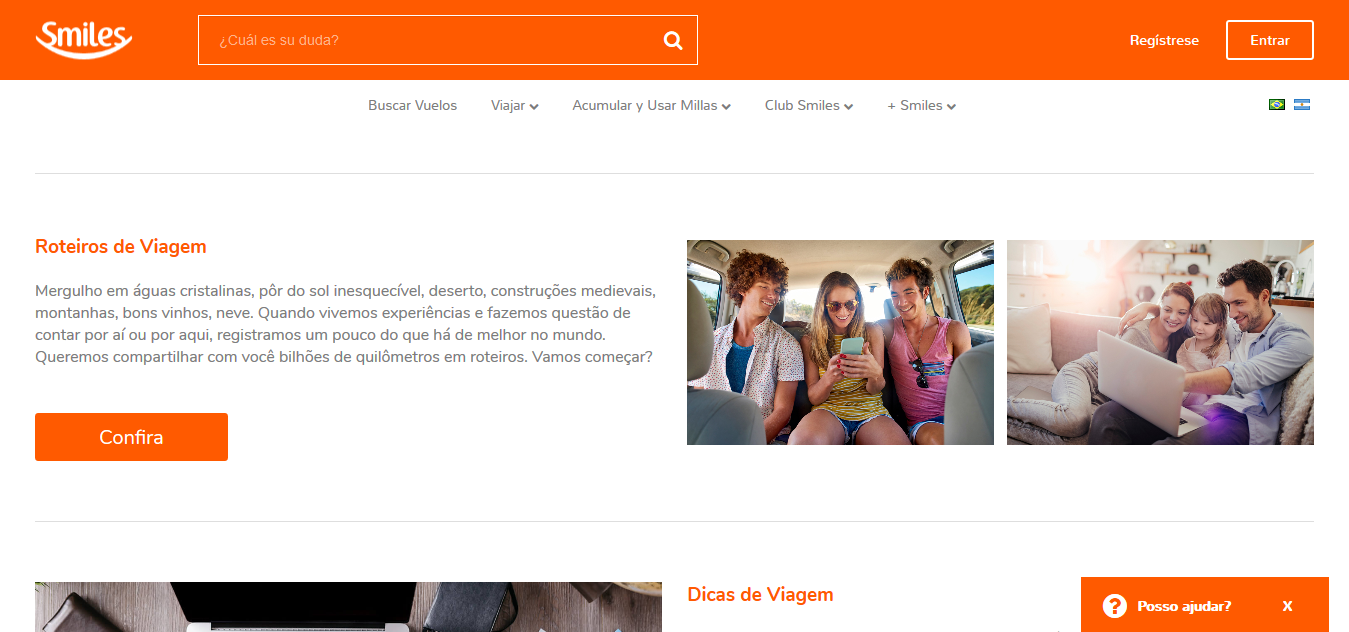 Smiles
¿Cuál es su duda?
Regístrese
Entrar
Buscar Vuelos
Viajar
Acumular y Usar Millas
Club Smiles
+ Smiles
Roteiros de Viagem
Mergulho em águas cristalinas, pôr do sol inesquecível, deserto, construções medievais,
montanhas, bons vinhos, neve. Quando vivemos experiências e fazemos questão de
contar por aí ou por aqui, registramos um pouco do que há de melhor no mundo.
Queremos compartilhar com você bilhões de quilômetros em roteiros. Vamos começar?
Confira
Dicas de Viagem
? Posso ajudar? X